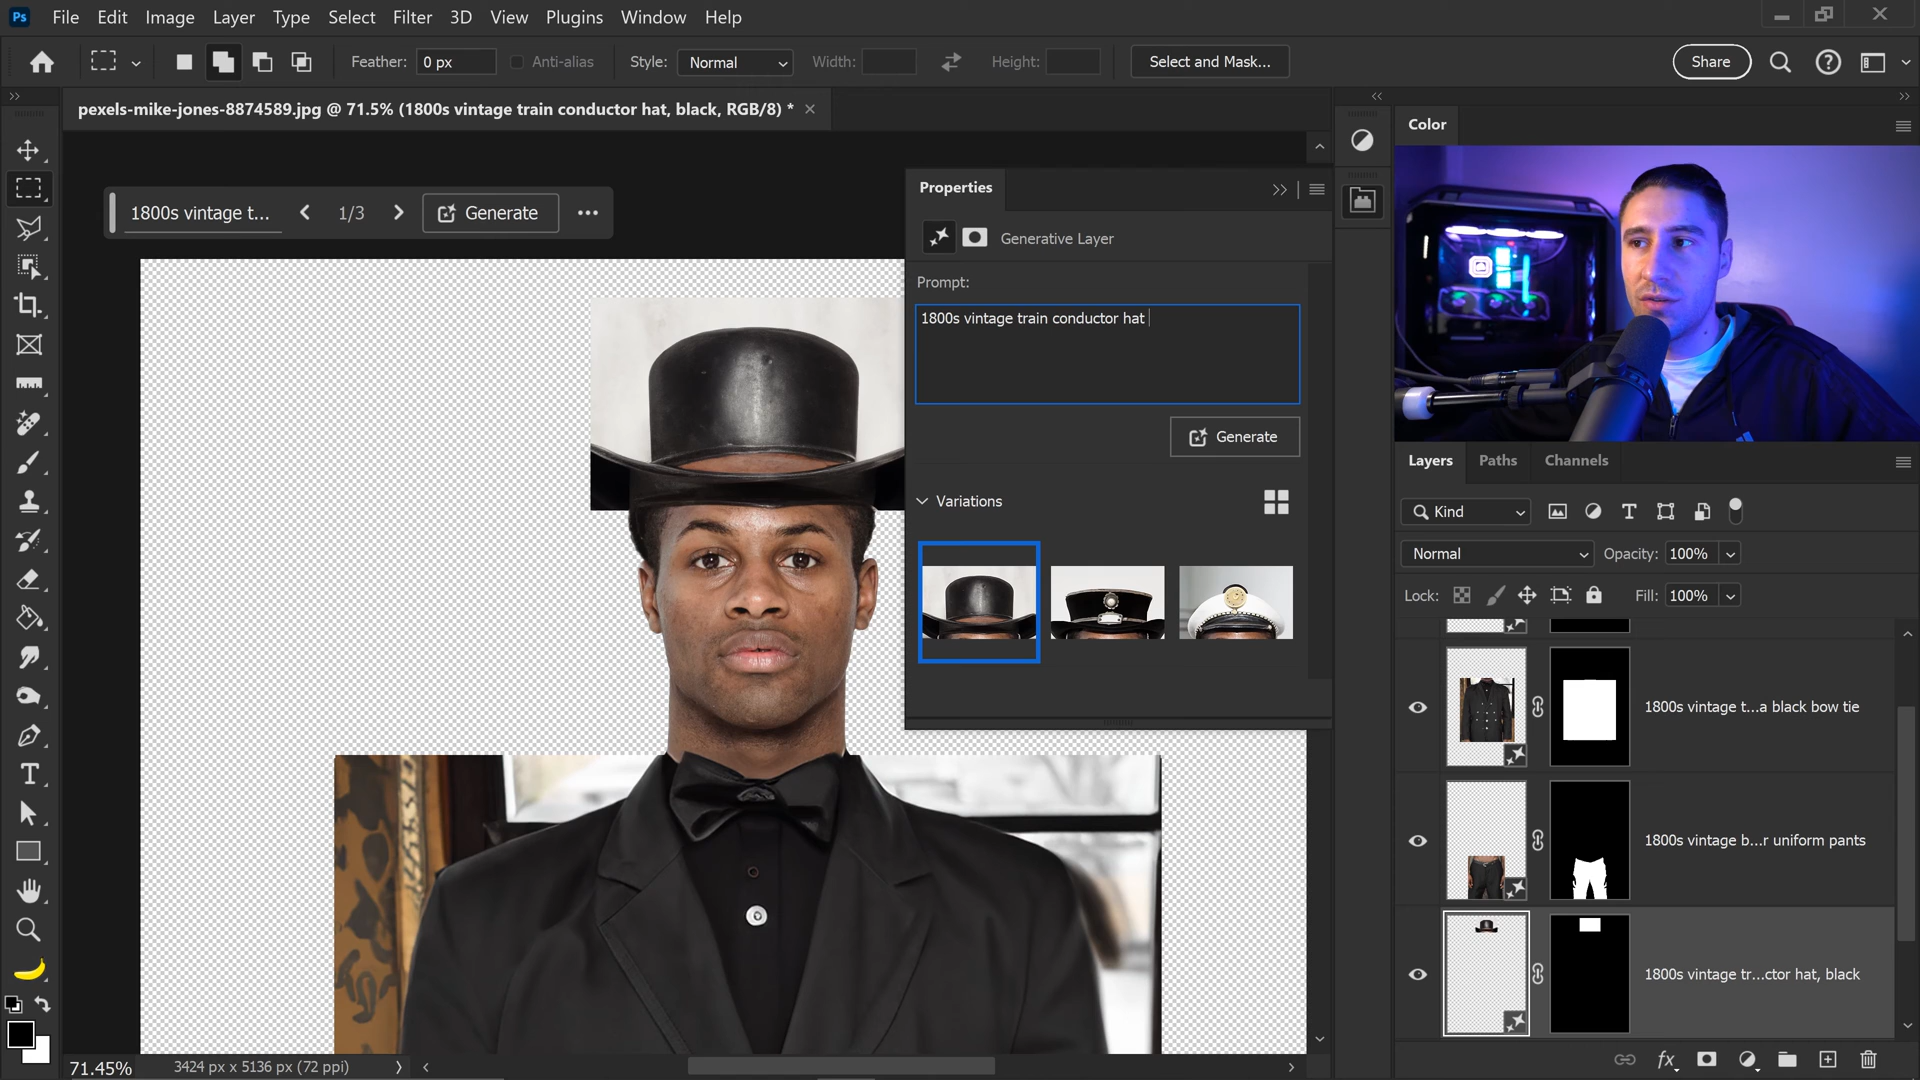 Ps File Edit Image Layer Type Select Filter 3D View Plugins Window Help
Feather: 0 px Anti-alias Style: Normal Width: Height: Select and Mask... Share
pexels-mike-jones-8874589.jpg @ 71.5% (1800s vintage train conductor hat, black, RGB/8) *
Color
1800s vintage t... 1/3 Generate
Properties
Generative Layer
Prompt:
1800s vintage train conductor hat
Generate
Variations
Layers Paths Channels
Kind
Normal Opacity: 100%
Lock: Fill: 100%
1800s vintage t...a black bow tie
1800s vintage b...r uniform pants
1800s vintage tr...ctor hat, black
fx
71.45% 3424 px x 5136 px (72 ppi)